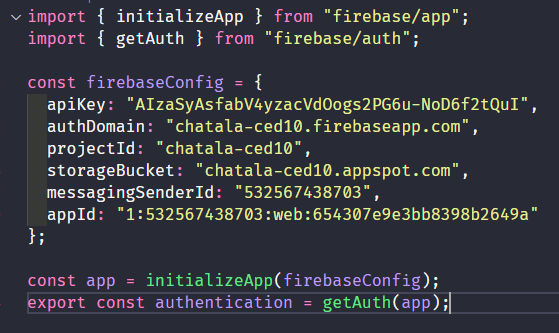 import { initializeApp } from "firebase/app";
import { getAuth } from "firebase/auth";
const firebaseConfig = {
apiKey: "AIzaSyAsfabV4yzacVdOogs2PG6u-NoD6f2tQuI",
authDomain: "chatala-ced10.firebaseapp.com",
projectId: "chatala-ced10",
storageBucket: "chatala-ced10.appspot.com",
messagingSenderId: "532567438703",
appId: "1:532567438703:web:654307e9e3bb8398b2649a"
};
const app = initializeApp(firebaseConfig);
export const authentication = getAuth(app);